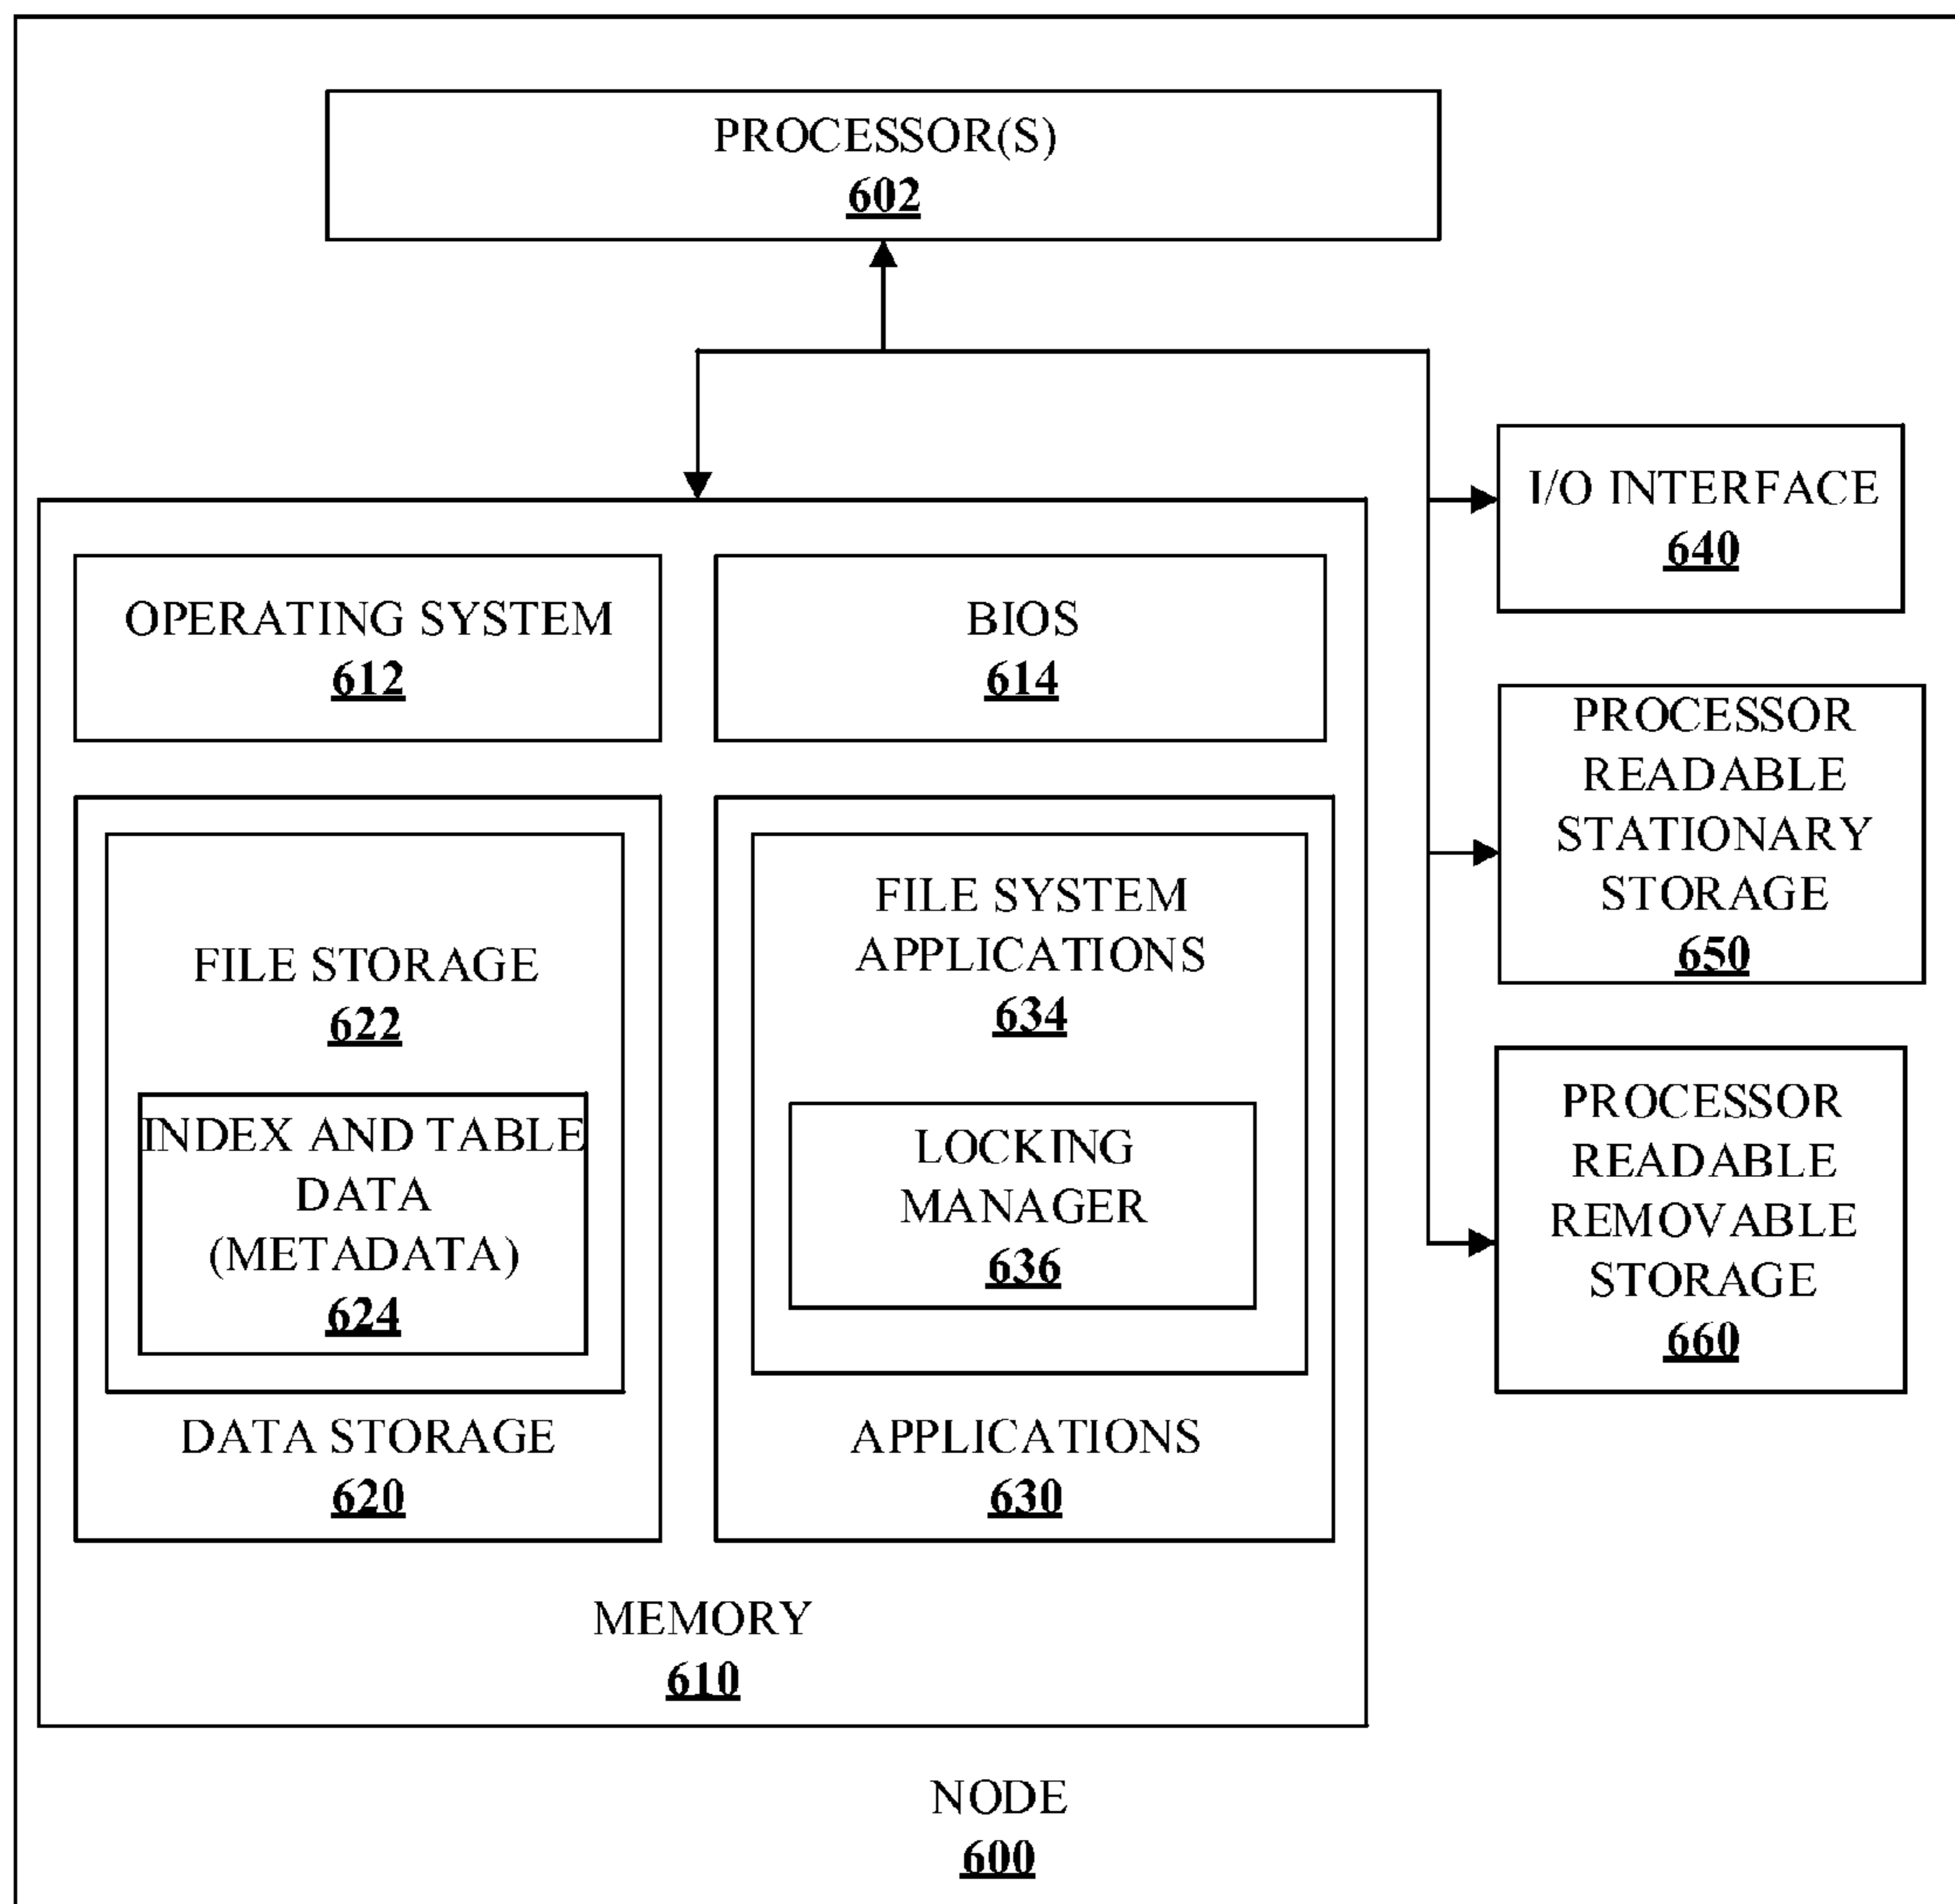 PROCESSOR(S)
602
I/O INTERFACE
640
OPERATING SYSTEM
612
BIOS
614
PROCESSOR
READABLE
STATIONARY
STORAGE
650
FILE STORAGE
622
INDEX AND TABLE
DATA
(METADATA)
624
DATA STORAGE
620
FILE SYSTEM
APPLICATIONS
634
LOCKING
MANAGER
636
APPLICATIONS
630
PROCESSOR
READABLE
REMOVABLE
STORAGE
660
MEMORY
610
NODE
600